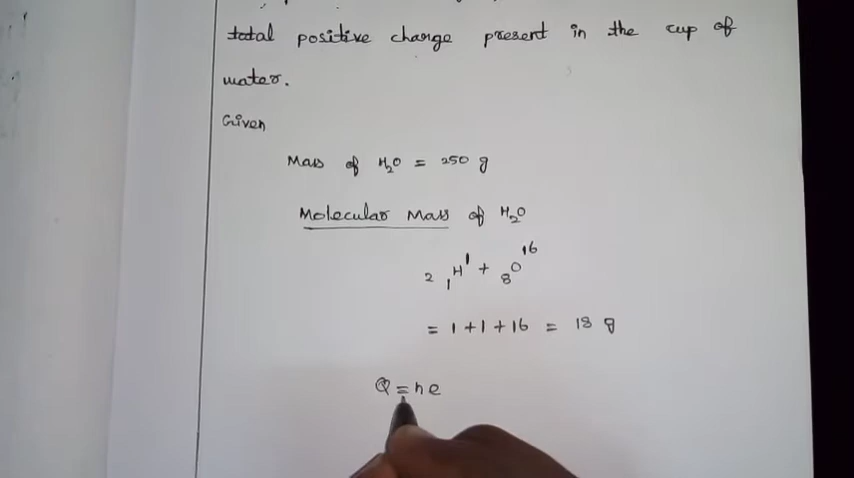 total positive change present in the cup of
water.
Given
Mass of H₂O = 250 g
Molecular Mass of H₂O
2 ₁H¹ + ₈O¹⁶
= 1 + 1 + 16 = 18 g
Q = ne